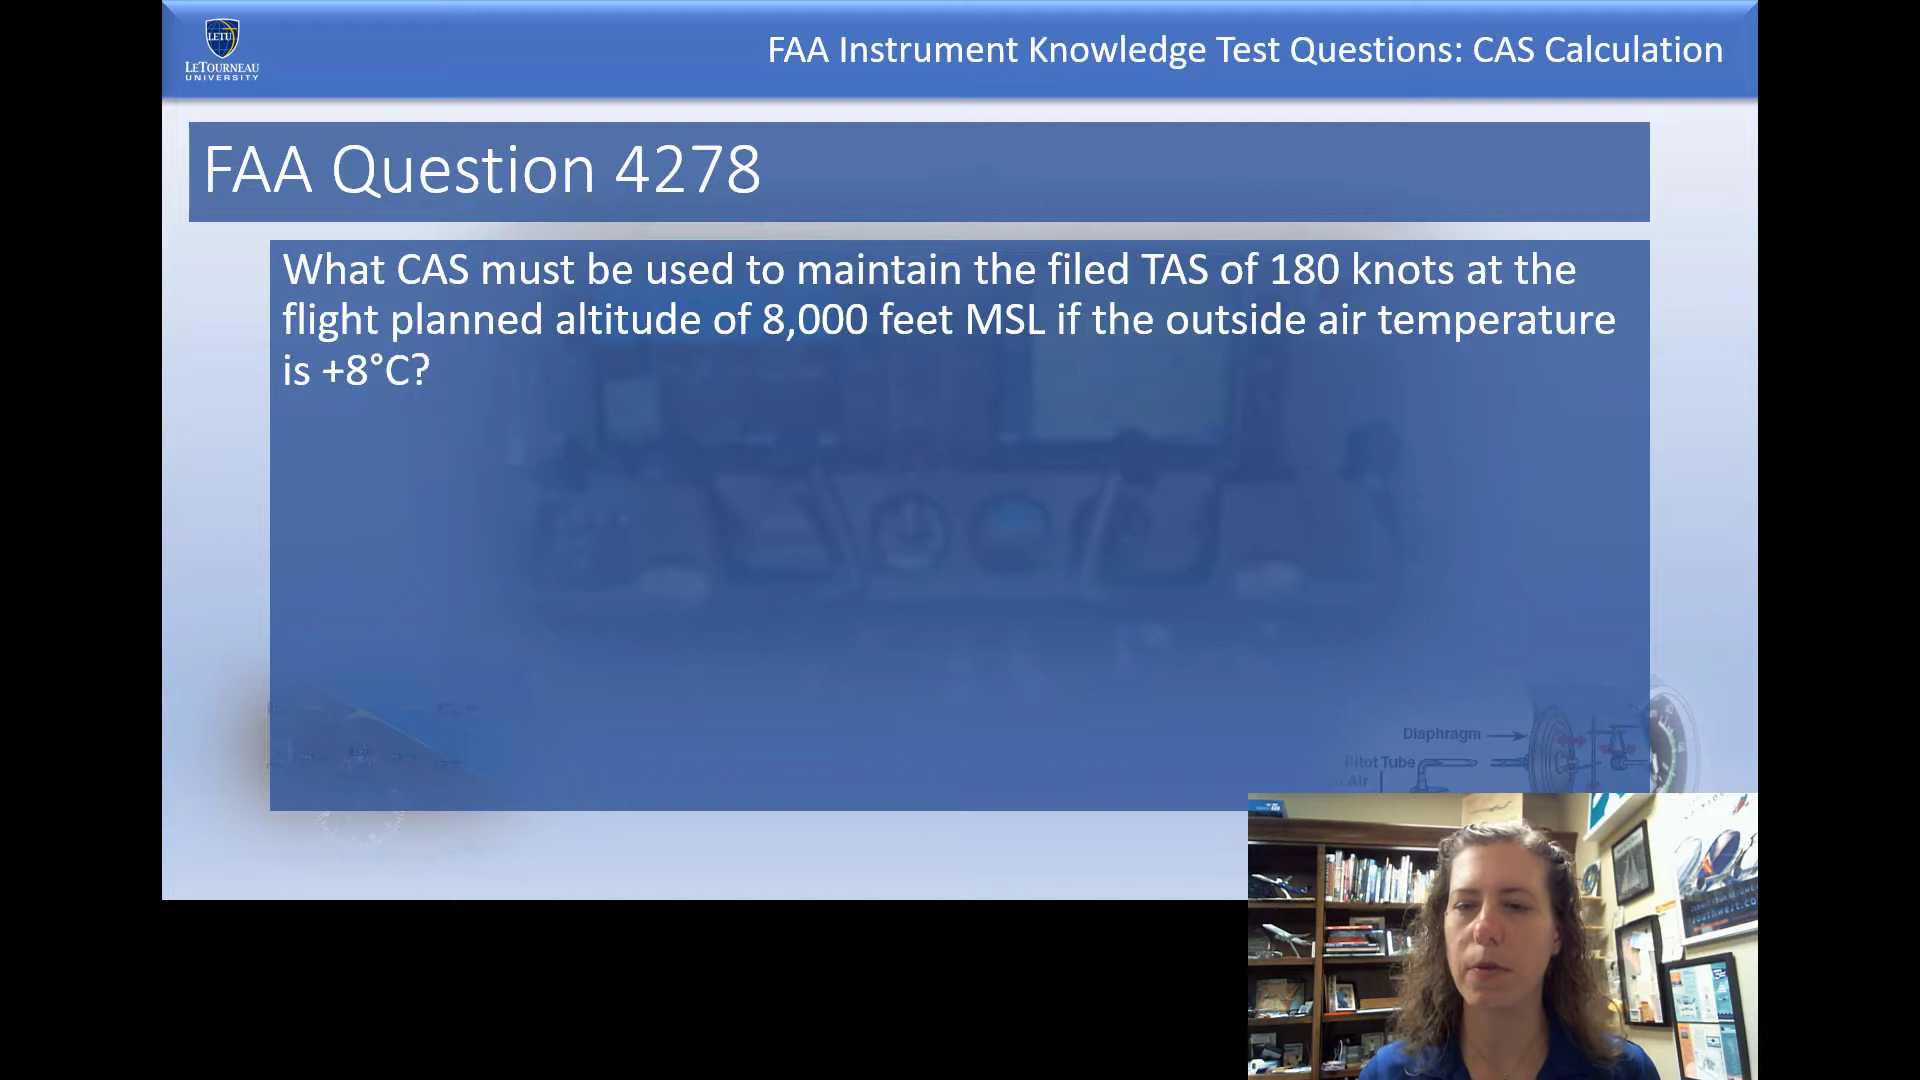 LETU
LETOURNEAU
UNIVERSITY
FAA Instrument Knowledge Test Questions: CAS Calculation
FAA Question 4278
What CAS must be used to maintain the filed TAS of 180 knots at the
flight planned altitude of 8,000 feet MSL if the outside air temperature
is +8°C?
Diaphragm
Pitot Tube
Air